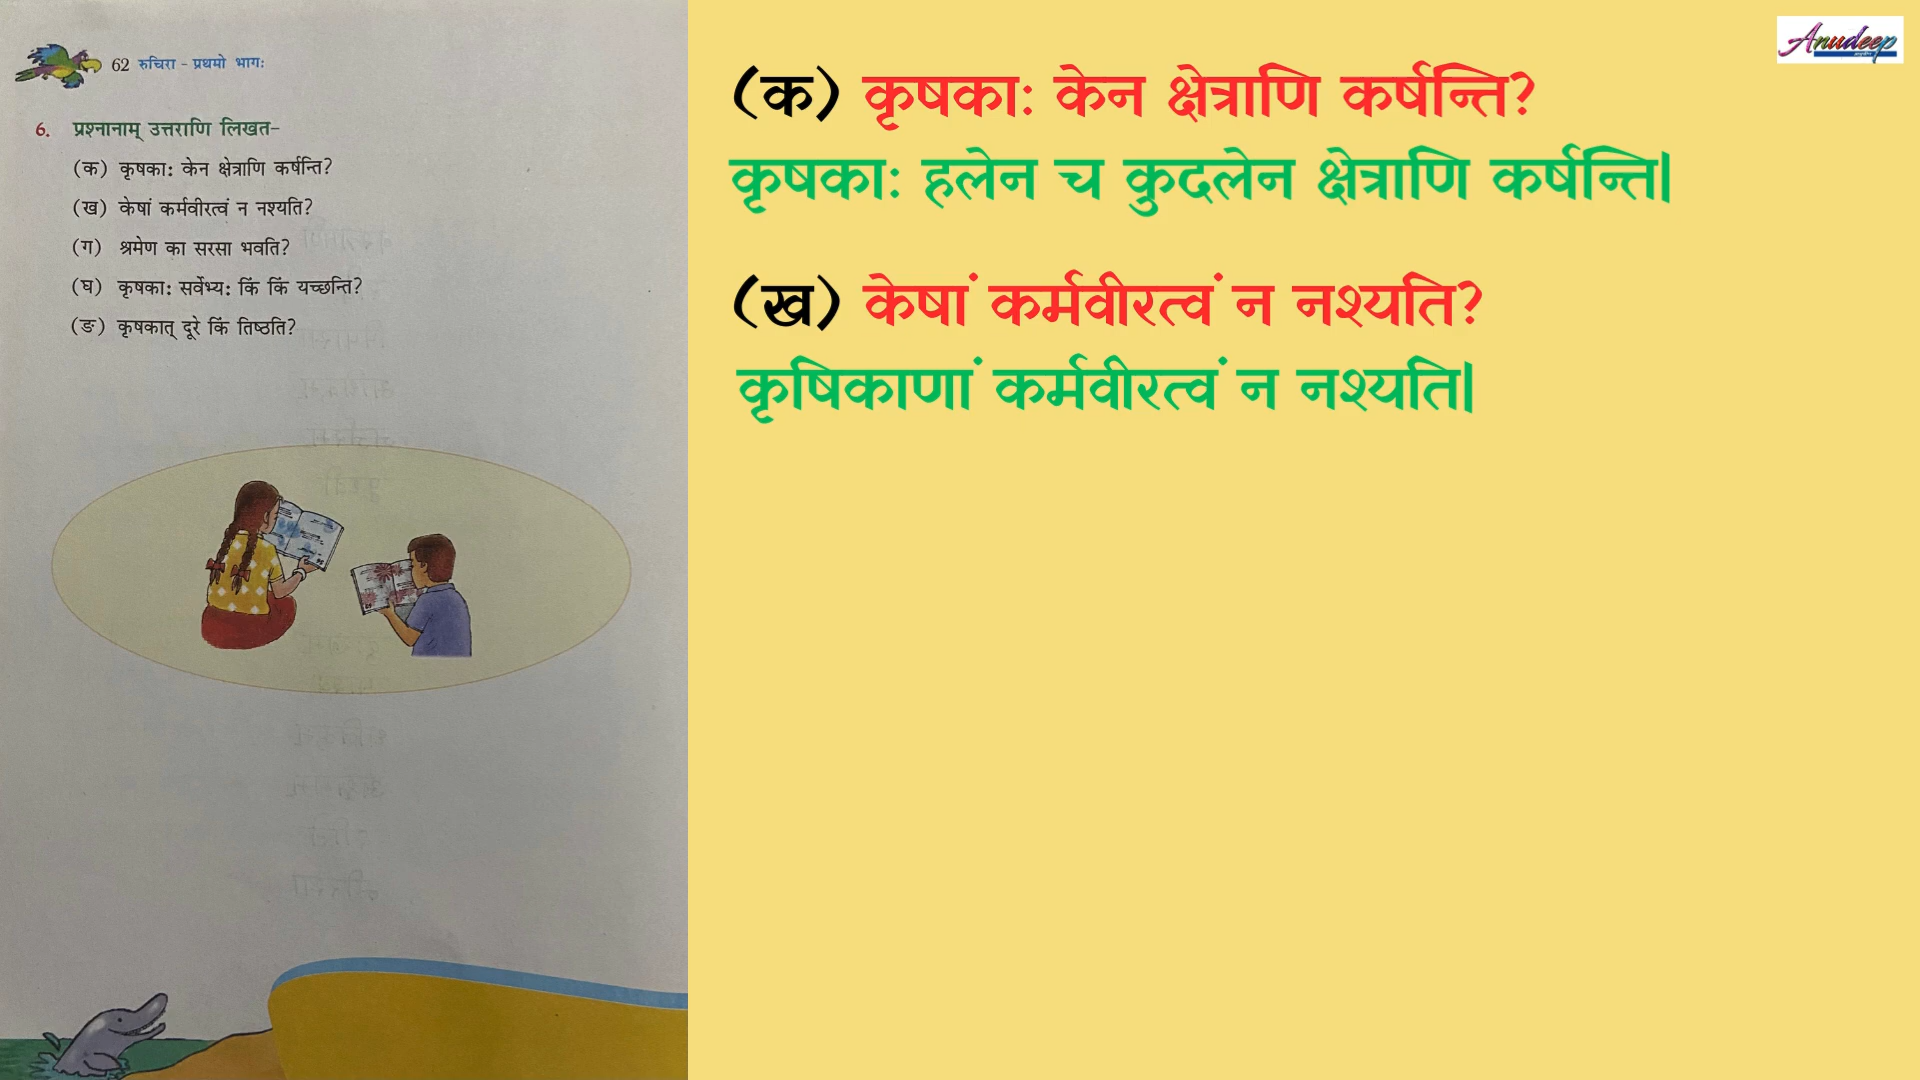 62 रुचिरा - प्रथमो भागः
6. प्रश्नानाम् उत्तराणि लिखत-
(क) कृषकाः केन क्षेत्राणि कर्षन्ति?
(ख) केषां कर्मवीरत्वं न नश्यति?
(ग) श्रमेण का सरसा भवति?
(घ) कृषकाः सर्वेभ्यः किं किं यच्छन्ति?
(ङ) कृषकात् दूरे किं तिष्ठति?
Anudeep
(क) कृषकाः केन क्षेत्राणि कर्षन्ति?
कृषकाः हलेन च कुदलेन क्षेत्राणि कर्षन्ति|
(ख) केषां कर्मवीरत्वं न नश्यति?
कृषिकाणां कर्मवीरत्वं न नश्यति|